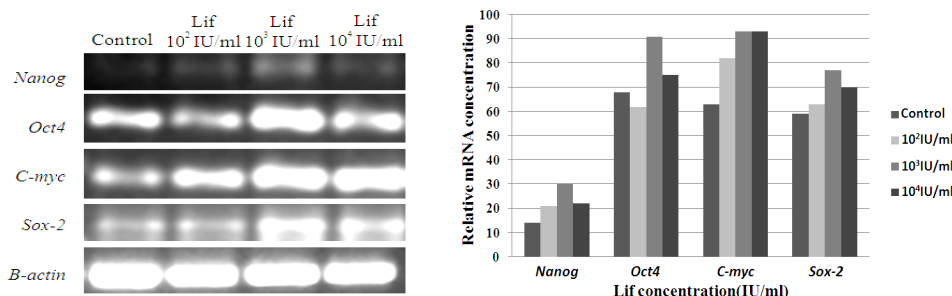 Control
Lif
10² IU/ml
Lif
10³ IU/ml
Lif
10⁴ IU/ml
Nanog
Oct4
C-myc
Sox-2
B-actin
Relative mRNA concentration
100
90
80
70
60
50
40
30
20
10
0
Nanog
Oct4
C-myc
Sox-2
Lif concentration(IU/ml)
Control
10²IU/ml
10³IU/ml
10⁴IU/ml